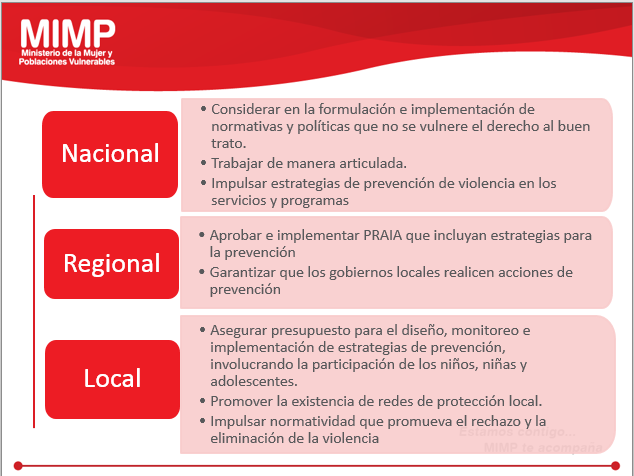 MIMP
Ministerio de la Mujer y
Poblaciones Vulnerables
Nacional
• Considerar en la formulación e implementación de
normativas y políticas que no se vulnere el derecho al buen
trato.
• Trabajar de manera articulada.
• Impulsar estrategias de prevención de violencia en los
servicios y programas
Regional
• Aprobar e implementar PRAIA que incluyan estrategias para
la prevención
• Garantizar que los gobiernos locales realicen acciones de
prevención
Local
• Asegurar presupuesto para el diseño, monitoreo e
implementación de estrategias de prevención,
involucrando la participación de los niños, niñas y
adolescentes.
• Promover la existencia de redes de protección local.
• Impulsar normatividad que promueva el rechazo y la
eliminación de la violencia
Estamos contigo...
MIMP te acompaña